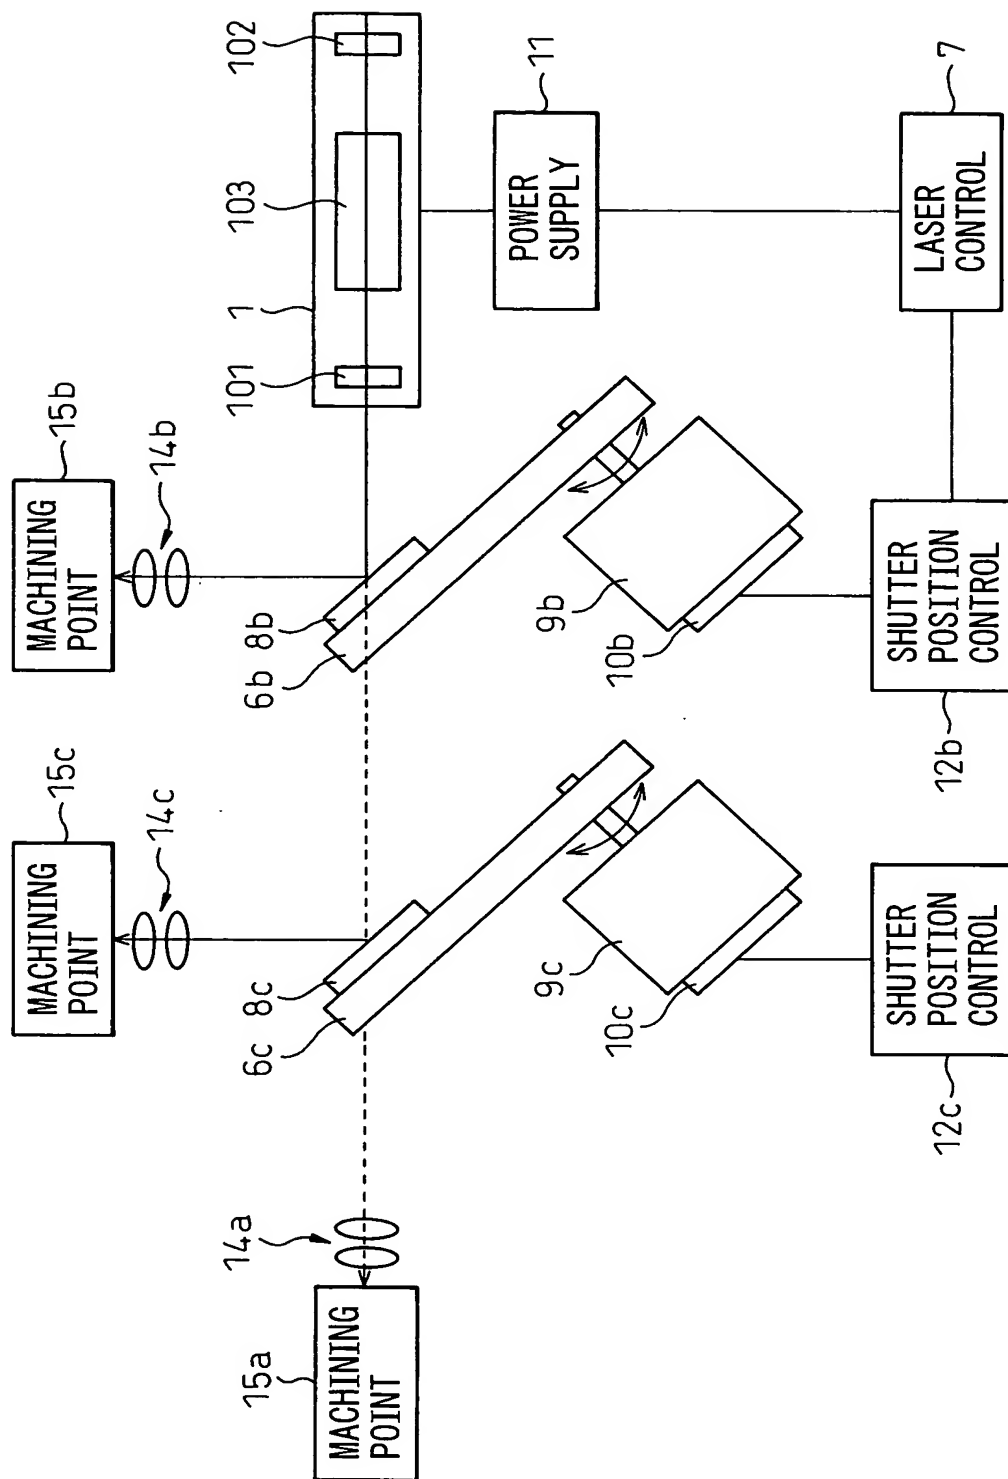 102
103
1
101
11
POWER
SUPPLY
7
LASER
CONTROL
15b
14b
MACHINING
POINT
8b
6b
9b
10b
SHUTTER
POSITION
CONTROL
12b
15c
14c
MACHINING
POINT
8c
6c
9c
10c
SHUTTER
POSITION
CONTROL
12c
14a
15a
MACHINING
POINT